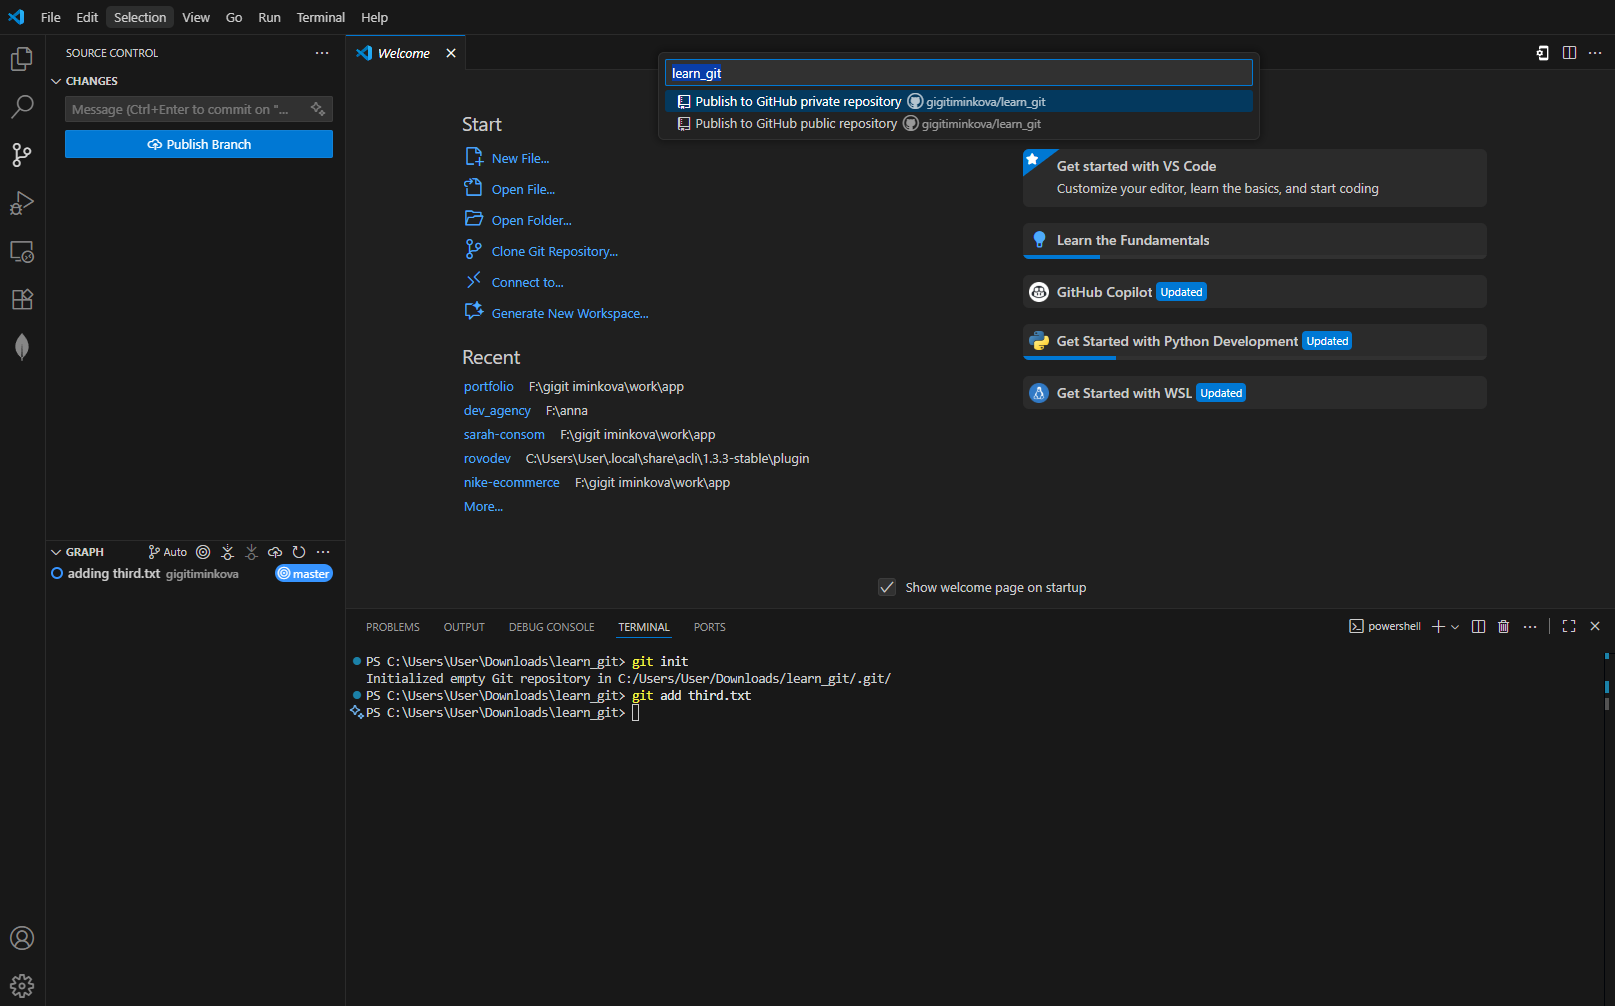 File Edit Selection View Go Run Terminal Help
SOURCE CONTROL
CHANGES
Message (Ctrl+Enter to commit on "...
Publish Branch
Welcome
learn_git
Publish to GitHub private repository gigitiminkova/learn_git
Publish to GitHub public repository gigitiminkova/learn_git
Start
New File...
Open File...
Open Folder...
Clone Git Repository...
Connect to...
Generate New Workspace...
Recent
portfolio F:\gigit iminkova\work\app
dev_agency F:\anna
sarah-consom F:\gigit iminkova\work\app
rovodev C:\Users\User\.local\share\acli\1.3.3-stable\plugin
nike-ecommerce F:\gigit iminkova\work\app
More...
Get started with VS Code
Customize your editor, learn the basics, and start coding
Learn the Fundamentals
GitHub Copilot Updated
Get Started with Python Development Updated
Get Started with WSL Updated
Show welcome page on startup
GRAPH Auto
adding third.txt gigitiminkova master
PROBLEMS OUTPUT DEBUG CONSOLE TERMINAL PORTS
powershell
PS C:\Users\User\Downloads\learn_git> git init
Initialized empty Git repository in C:/Users/User/Downloads/learn_git/.git/
PS C:\Users\User\Downloads\learn_git> git add third.txt
PS C:\Users\User\Downloads\learn_git>